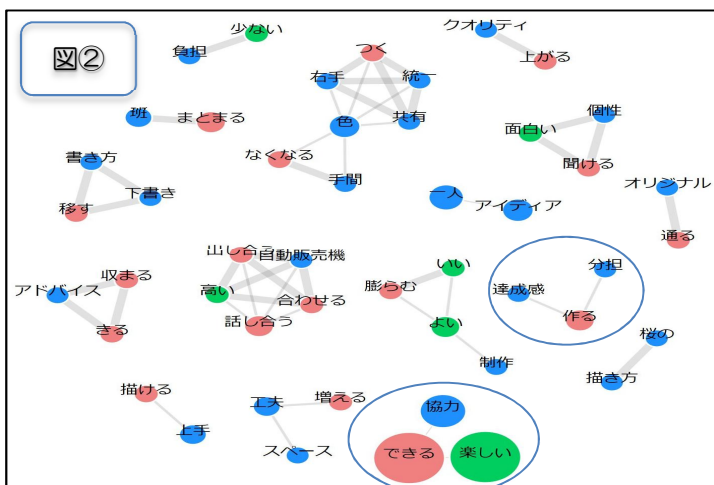 図②
少ない
負担
クオリティ
上がる
つく
右手
統一
色
共有
なくなる
手間
班
まとまる
個性
面白い
聞ける
書き方
下書き
移す
一人
アイディア
オリジナル
通る
出し合う
自動販売機
高い
合わせる
話し合う
収まる
アドバイス
きる
いい
膨らむ
よい
制作
分担
達成感
作る
桜の
描き方
描ける
上手
工夫
増える
スペース
協力
できる
楽しい